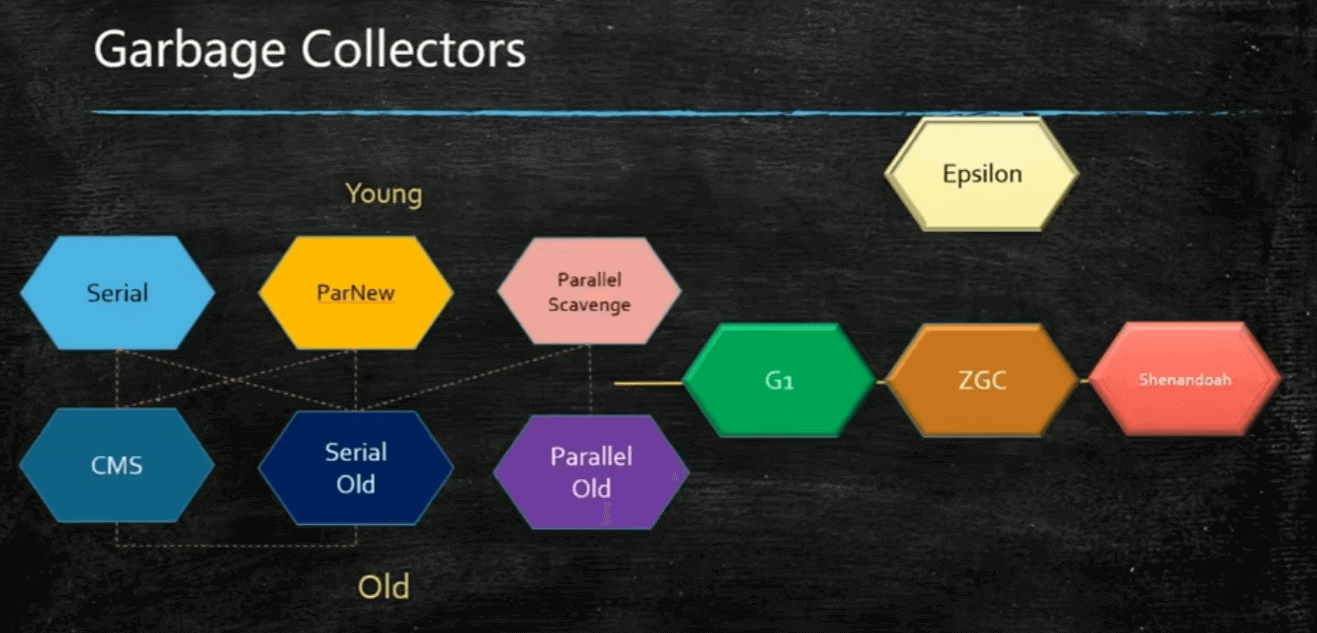 Garbage Collectors
Epsilon
Young
Serial
ParNew
Parallel
Scavenge
G1
ZGC
Shenandoah
CMS
Serial
Old
Parallel
Old
Old